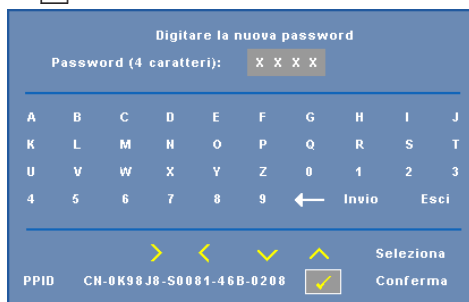 Digitare la nuova password
Password (4 caratteri): X X X X
A B C D E F G H I J
K L M N O P Q R S T
U V W X Y Z 0 1 2 3
4 5 6 7 8 9 ← Invio Esci
Seleziona
PPID CN-0K98J8-S0081-46B-0208 Conferma